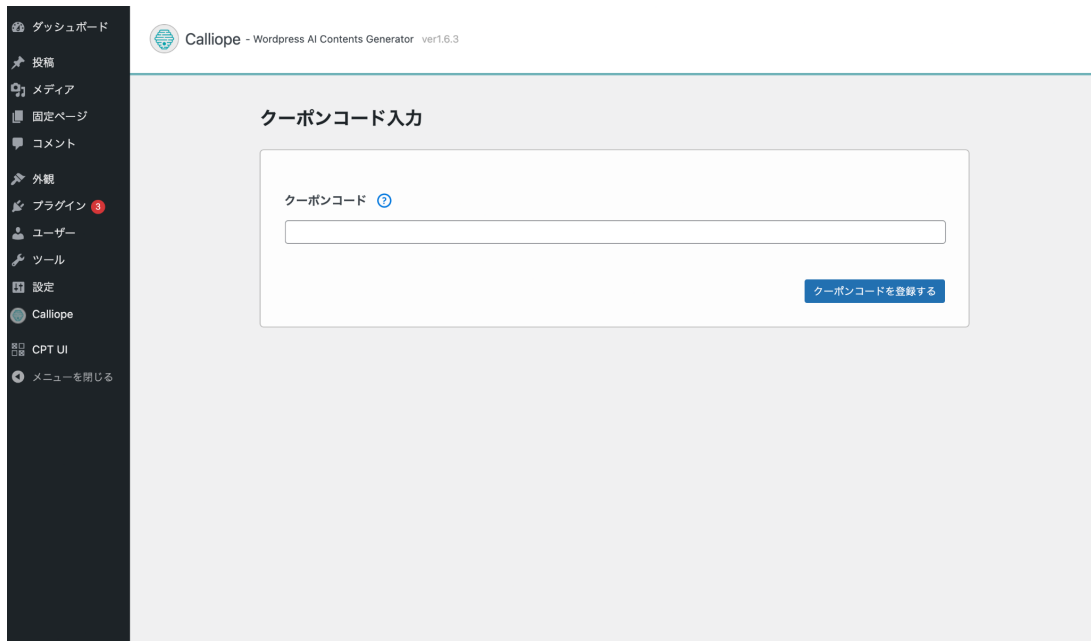 ダッシュボード
投稿
メディア
固定ページ
コメント
外観
プラグイン 3
ユーザー
ツール
設定
Calliope
CPT UI
メニューを閉じる
Calliope - Wordpress AI Contents Generator ver1.6.3
クーポンコード入力
クーポンコード ?
クーポンコードを登録する